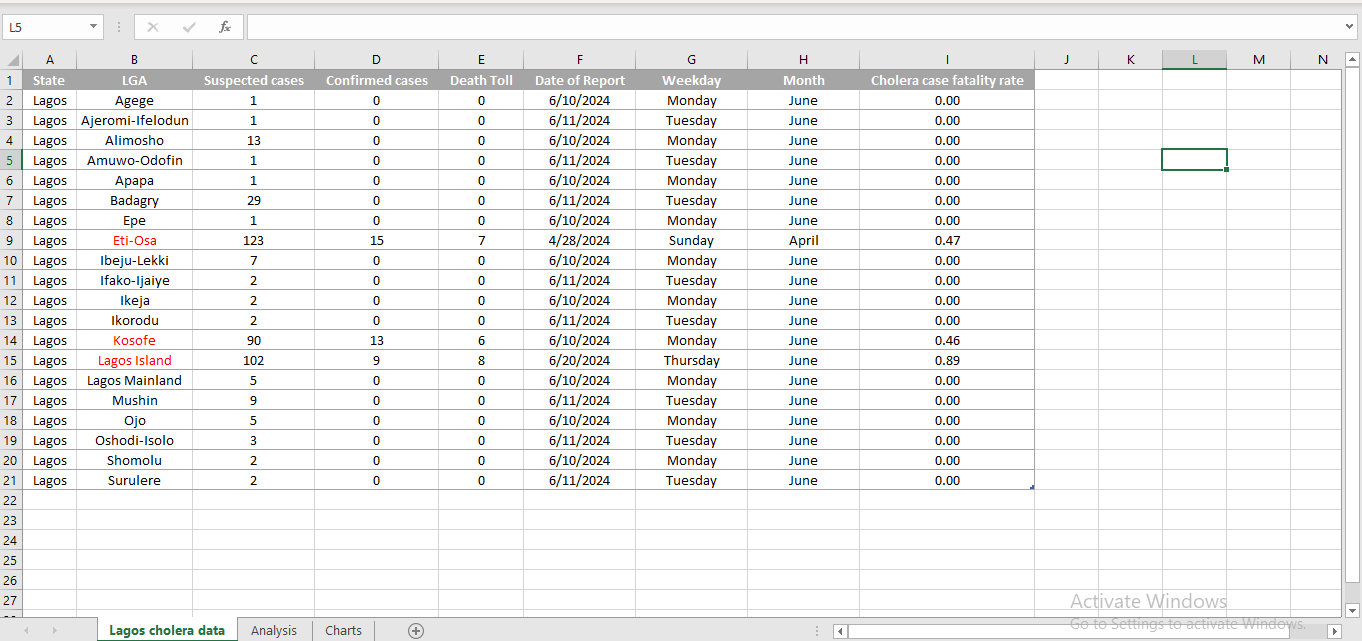 L5 fx
A B C D E F G H I J K L M N
1 State LGA Suspected cases Confirmed cases Death Toll Date of Report Weekday Month Cholera case fatality rate
2 Lagos Agege 1 0 0 6/10/2024 Monday June 0.00
3 Lagos Ajeromi-Ifelodun 1 0 0 6/11/2024 Tuesday June 0.00
4 Lagos Alimosho 13 0 0 6/10/2024 Monday June 0.00
5 Lagos Amuwo-Odofin 1 0 0 6/11/2024 Tuesday June 0.00
6 Lagos Apapa 1 0 0 6/10/2024 Monday June 0.00
7 Lagos Badagry 29 0 0 6/11/2024 Tuesday June 0.00
8 Lagos Epe 1 0 0 6/10/2024 Monday June 0.00
9 Lagos Eti-Osa 123 15 7 4/28/2024 Sunday April 0.47
10 Lagos Ibeju-Lekki 7 0 0 6/10/2024 Monday June 0.00
11 Lagos Ifako-Ijaiye 2 0 0 6/11/2024 Tuesday June 0.00
12 Lagos Ikeja 2 0 0 6/10/2024 Monday June 0.00
13 Lagos Ikorodu 2 0 0 6/11/2024 Tuesday June 0.00
14 Lagos Kosofe 90 13 6 6/10/2024 Monday June 0.46
15 Lagos Lagos Island 102 9 8 6/20/2024 Thursday June 0.89
16 Lagos Lagos Mainland 5 0 0 6/10/2024 Monday June 0.00
17 Lagos Mushin 9 0 0 6/11/2024 Tuesday June 0.00
18 Lagos Ojo 5 0 0 6/10/2024 Monday June 0.00
19 Lagos Oshodi-Isolo 3 0 0 6/11/2024 Tuesday June 0.00
20 Lagos Shomolu 2 0 0 6/10/2024 Monday June 0.00
21 Lagos Surulere 2 0 0 6/11/2024 Tuesday June 0.00
22
23
24
25
26
27
Activate Windows
Go to Settings to activate Windows.
Lagos cholera data Analysis Charts